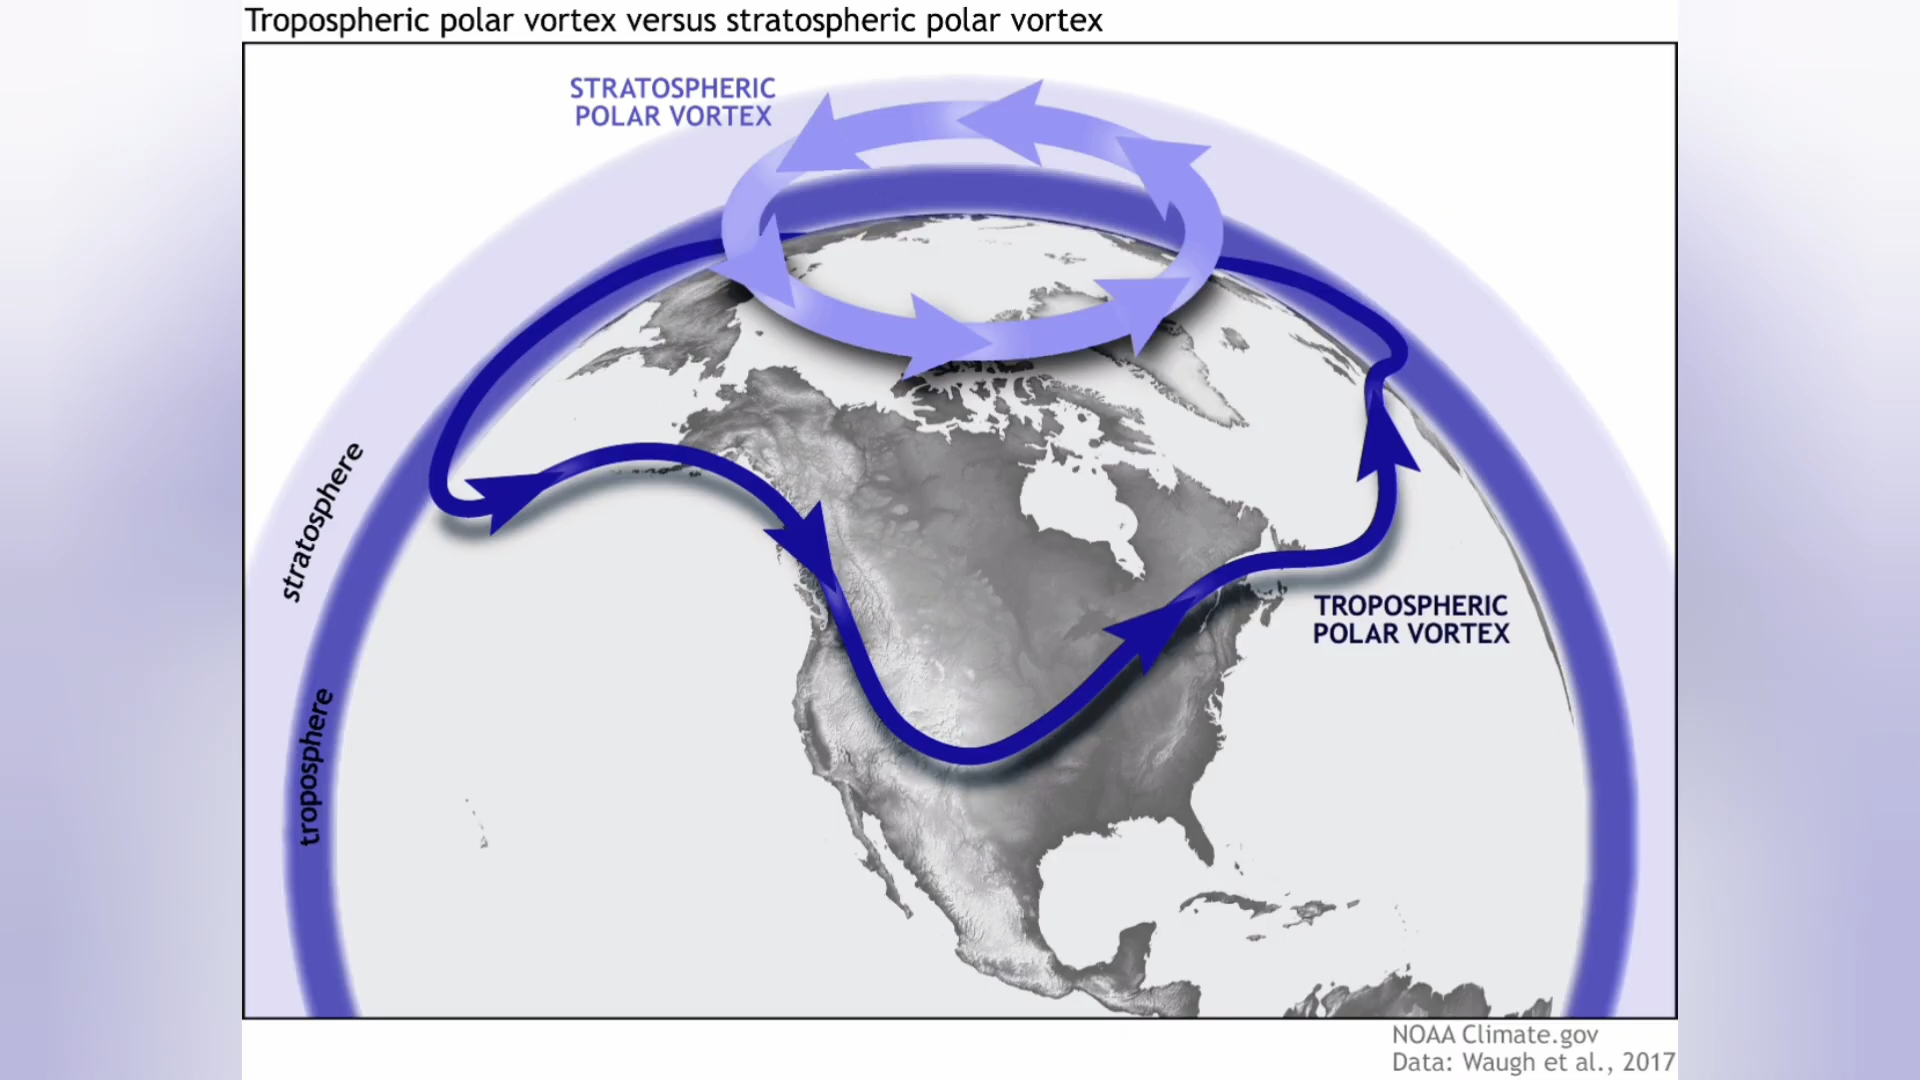 Tropospheric polar vortex versus stratospheric polar vortex
STRATOSPHERIC
POLAR VORTEX
stratosphere
TROPOSPHERIC
POLAR VORTEX
troposphere
NOAA Climate.gov
Data: Waugh et al., 2017